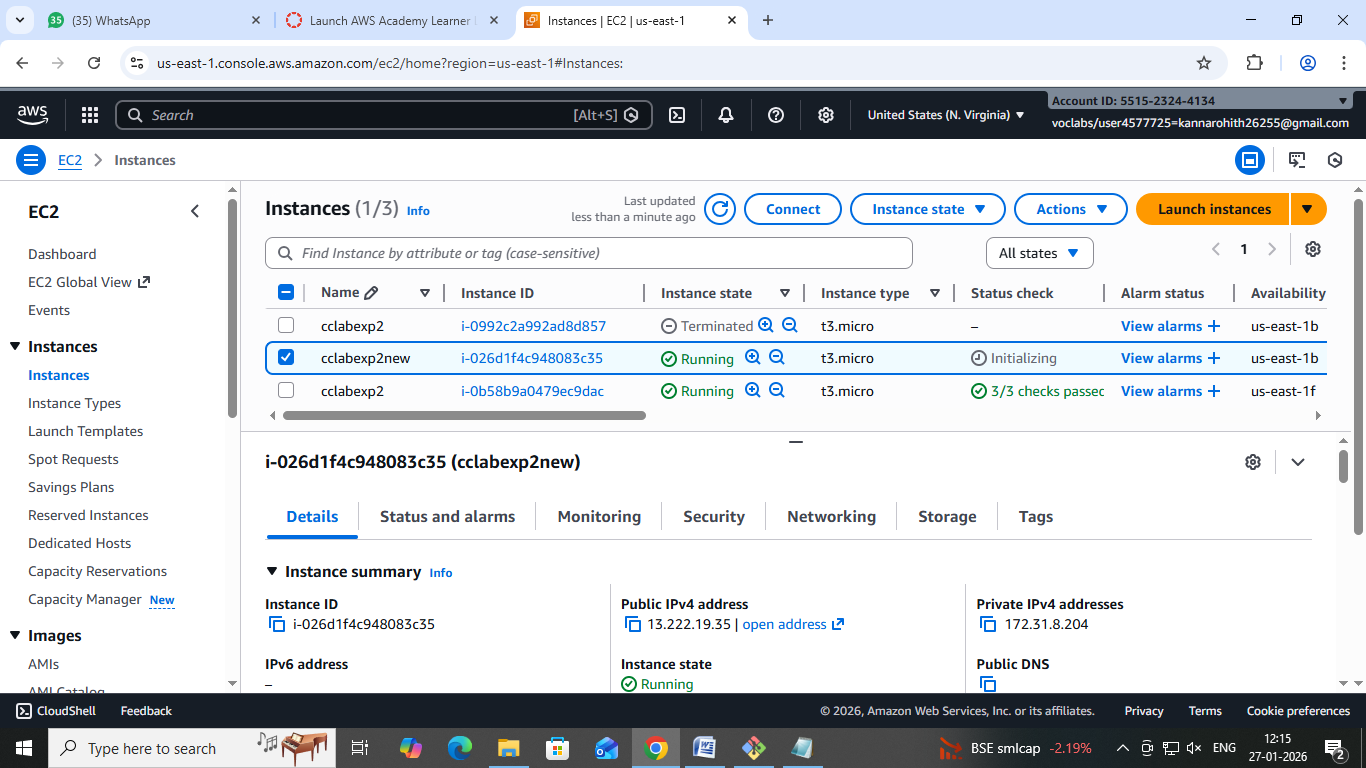 35
(35) WhatsApp
Launch AWS Academy Learner
Instances | EC2 | us-east-1
us-east-1.console.aws.amazon.com/ec2/home?region=us-east-1#Instances:
aws
Search
[Alt+S]
United States (N. Virginia)
Account ID: 5515-2324-4134
voclabs/user4577725=kannarohith26255@gmail.com
EC2
Instances
EC2
Dashboard
EC2 Global View
Events
Instances
Instances
Instance Types
Launch Templates
Spot Requests
Savings Plans
Reserved Instances
Dedicated Hosts
Capacity Reservations
Capacity Manager New
Images
AMIs
AMI Catalog
Instances (1/3) Info
Last updated
less than a minute ago
Connect
Instance state
Actions
Launch instances
Find Instance by attribute or tag (case-sensitive)
All states
1
Name Instance ID Instance state Instance type Status check Alarm status Availability
cclabexp2 i-0992c2a992ad8d857 Terminated t3.micro – View alarms + us-east-1b
cclabexp2new i-026d1f4c948083c35 Running t3.micro Initializing View alarms + us-east-1b
cclabexp2 i-0b58b9a0479ec9dac Running t3.micro 3/3 checks passed View alarms + us-east-1f
i-026d1f4c948083c35 (cclabexp2new)
Details Status and alarms Monitoring Security Networking Storage Tags
Instance summary Info
Instance ID
i-026d1f4c948083c35
Public IPv4 address
13.222.19.35 | open address
Private IPv4 addresses
172.31.8.204
IPv6 address
–
Instance state
Running
Public DNS
CloudShell Feedback
© 2026, Amazon Web Services, Inc. or its affiliates.
Privacy Terms Cookie preferences
Type here to search
BSE smlcap -2.19%
ENG
12:15
27-01-2026
2